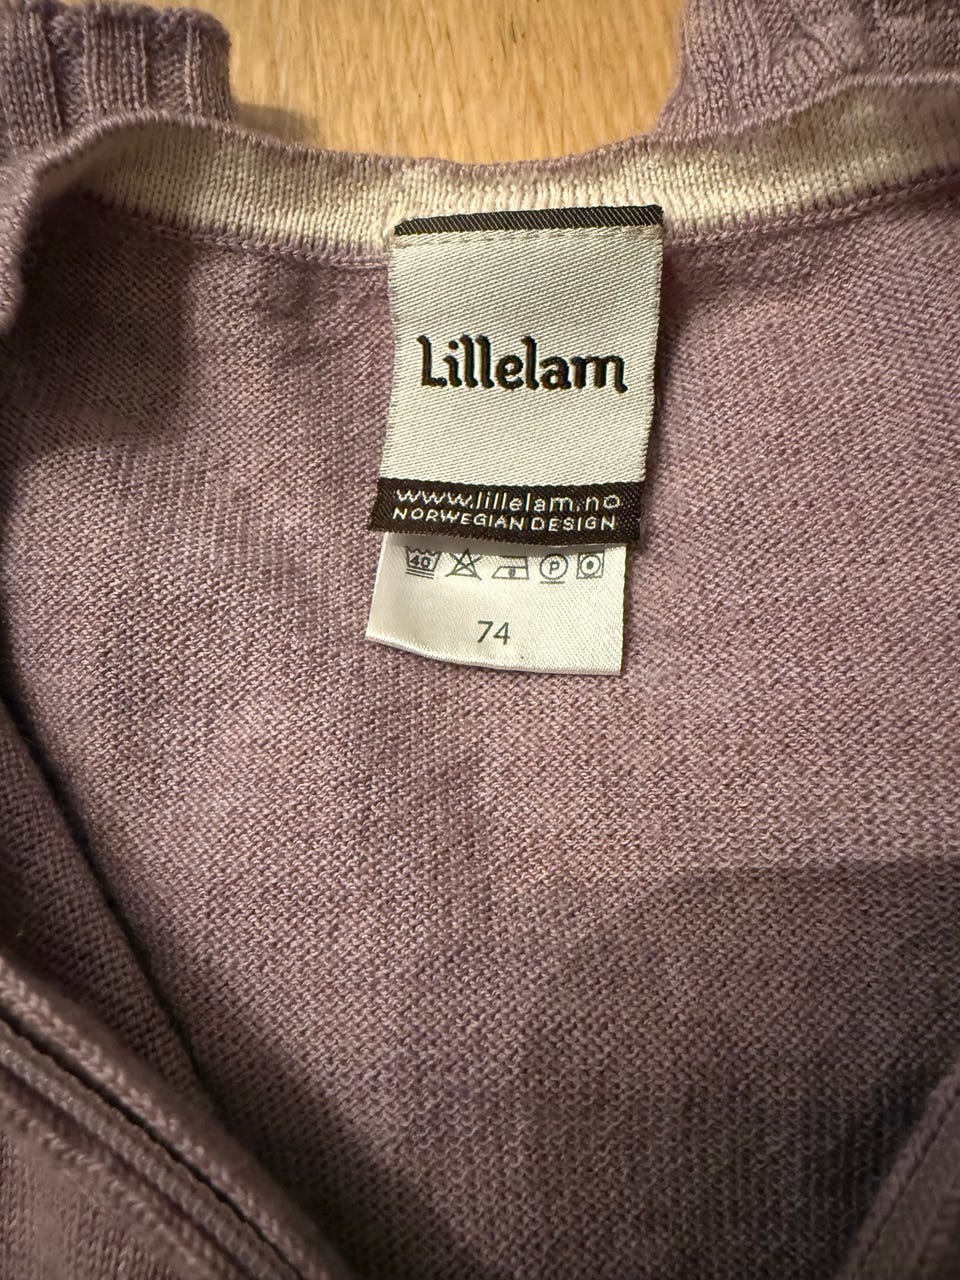 Lillelam
www.lillelam.no
NORWEGIAN DESIGN
40 P
74